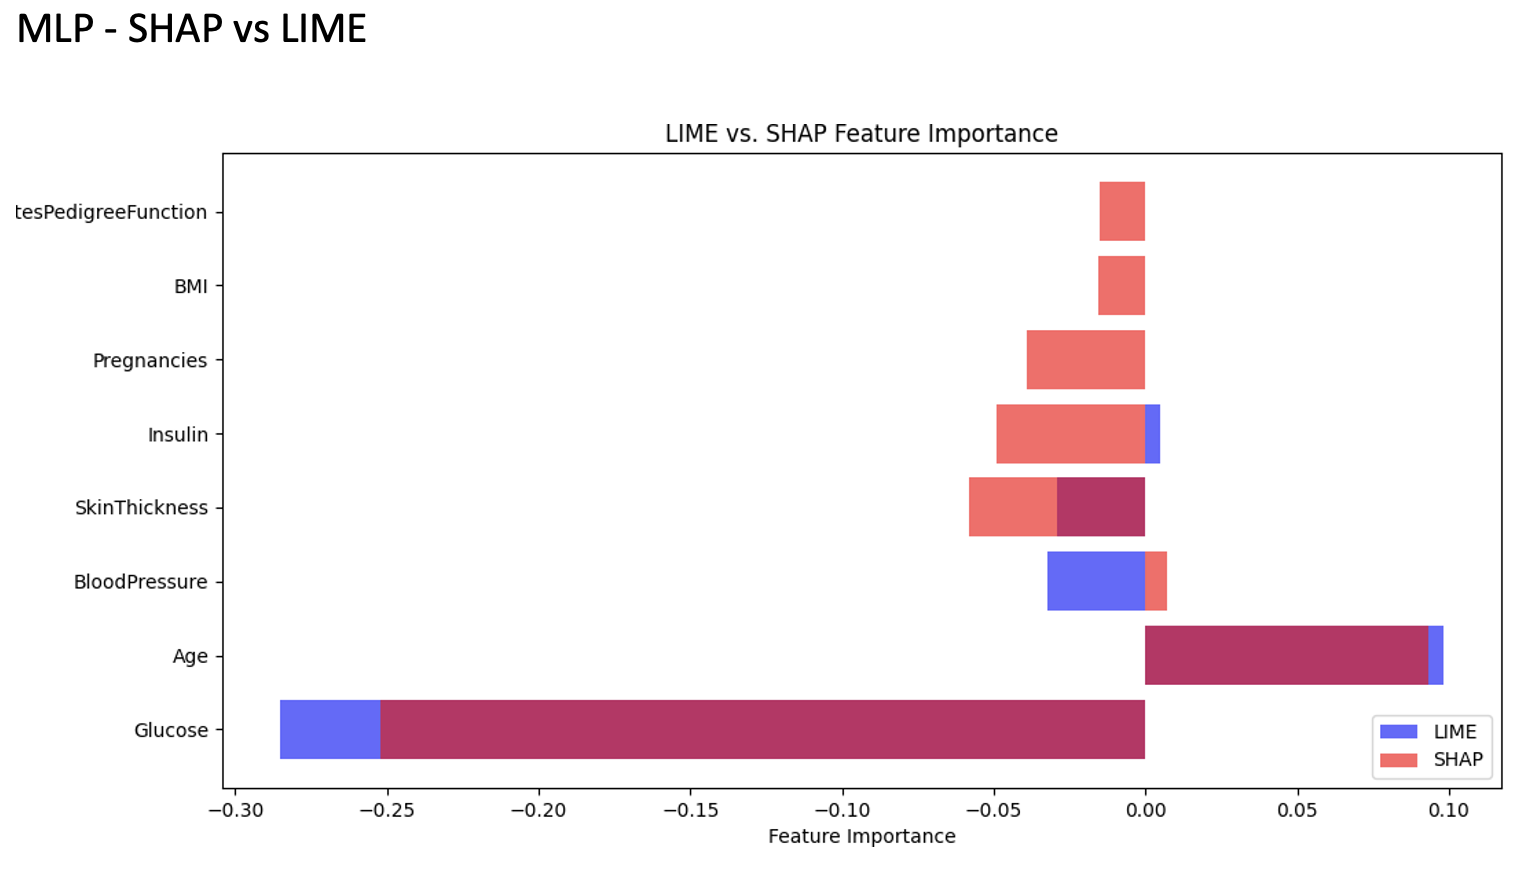 MLP - SHAP vs LIME
LIME vs. SHAP Feature Importance
tesPedigreeFunction
BMI
Pregnancies
Insulin
SkinThickness
BloodPressure
Age
Glucose
LIME
SHAP
−0.30 −0.25 −0.20 −0.15 −0.10 −0.05 0.00 0.05 0.10
Feature Importance